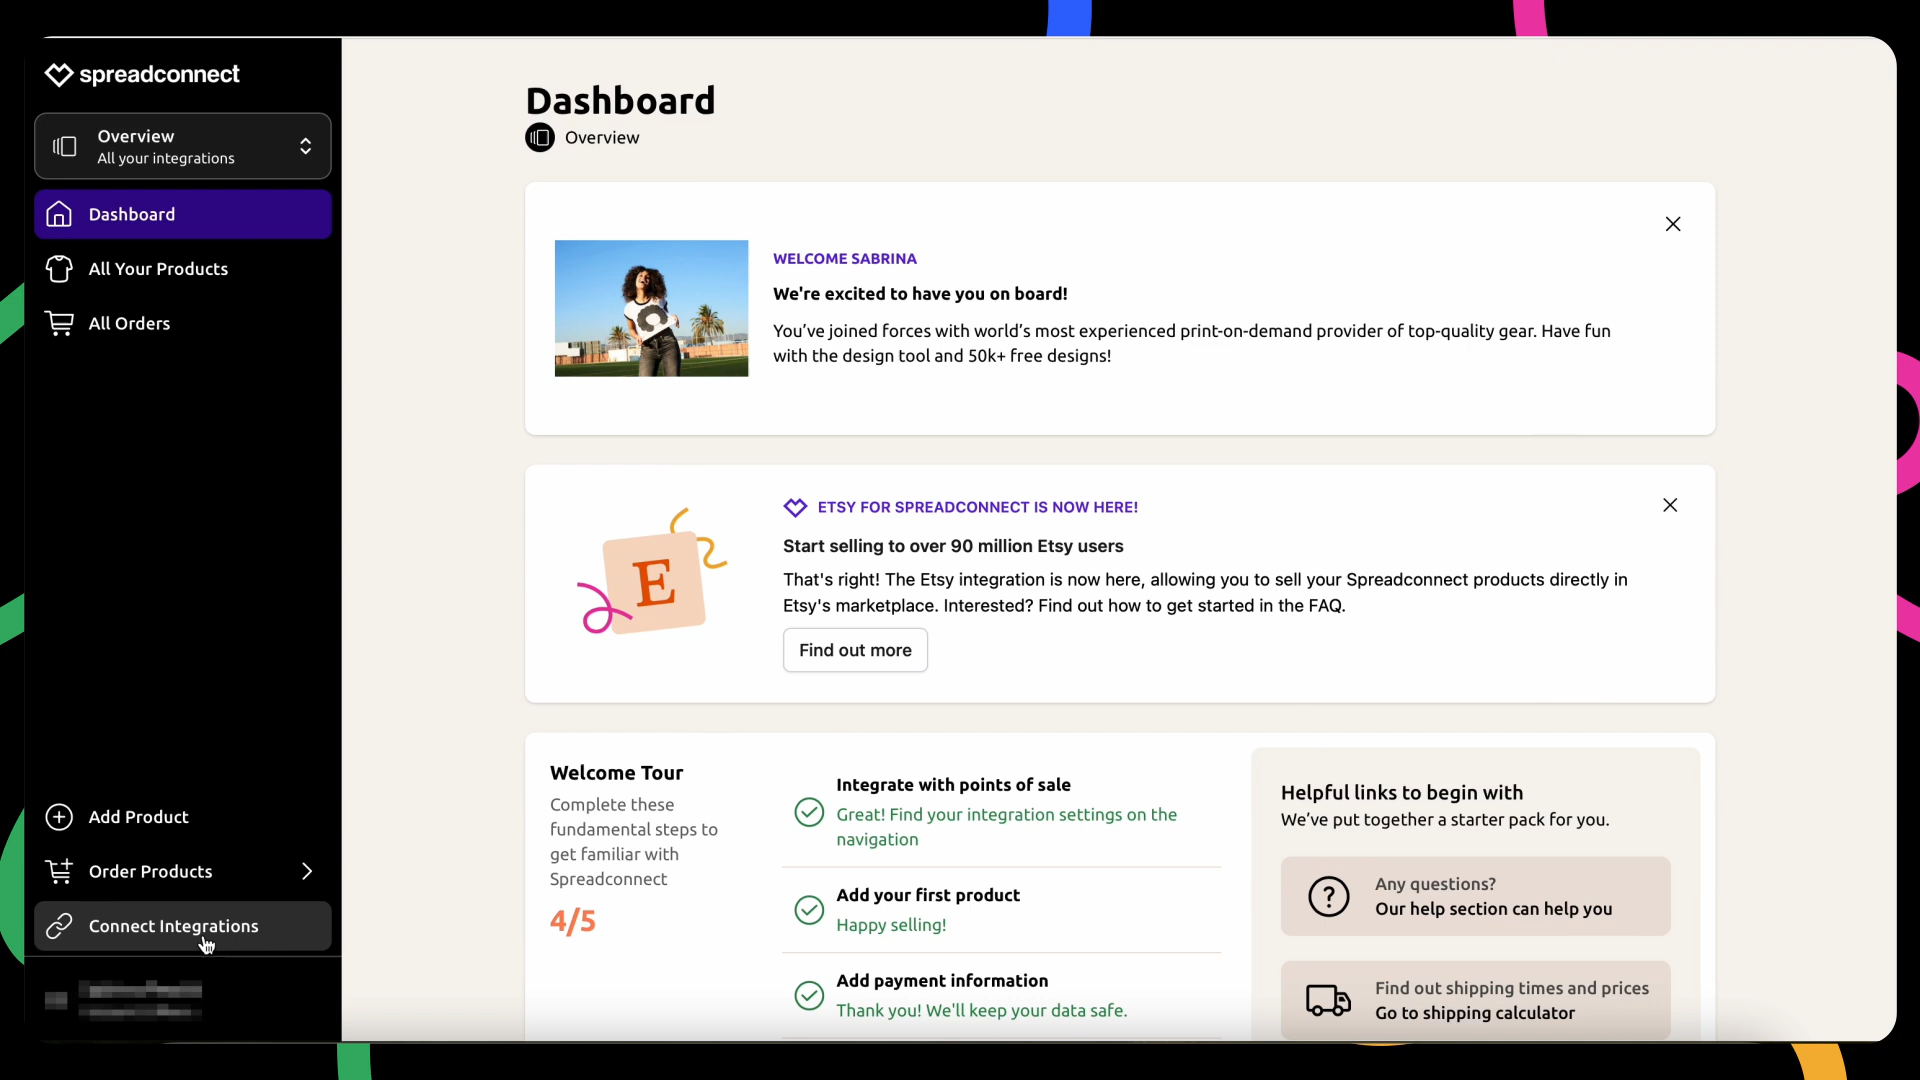 spreadconnect
Overview
All your integrations
Dashboard
All Your Products
All Orders
Add Product
Order Products
Connect Integrations
Dashboard
Overview
WELCOME SABRINA
We're excited to have you on board!
You’ve joined forces with world’s most experienced print-on-demand provider of top-quality gear. Have fun
with the design tool and 50k+ free designs!
E
ETSY FOR SPREADCONNECT IS NOW HERE!
Start selling to over 90 million Etsy users
That's right! The Etsy integration is now here, allowing you to sell your Spreadconnect products directly in
Etsy's marketplace. Interested? Find out how to get started in the FAQ.
Find out more
Welcome Tour
Complete these
fundamental steps to
get familiar with
Spreadconnect
4/5
Integrate with points of sale
Great! Find your integration settings on the
navigation
Add your first product
Happy selling!
Add payment information
Thank you! We'll keep your data safe.
Helpful links to begin with
We’ve put together a starter pack for you.
Any questions?
Our help section can help you
Find out shipping times and prices
Go to shipping calculator